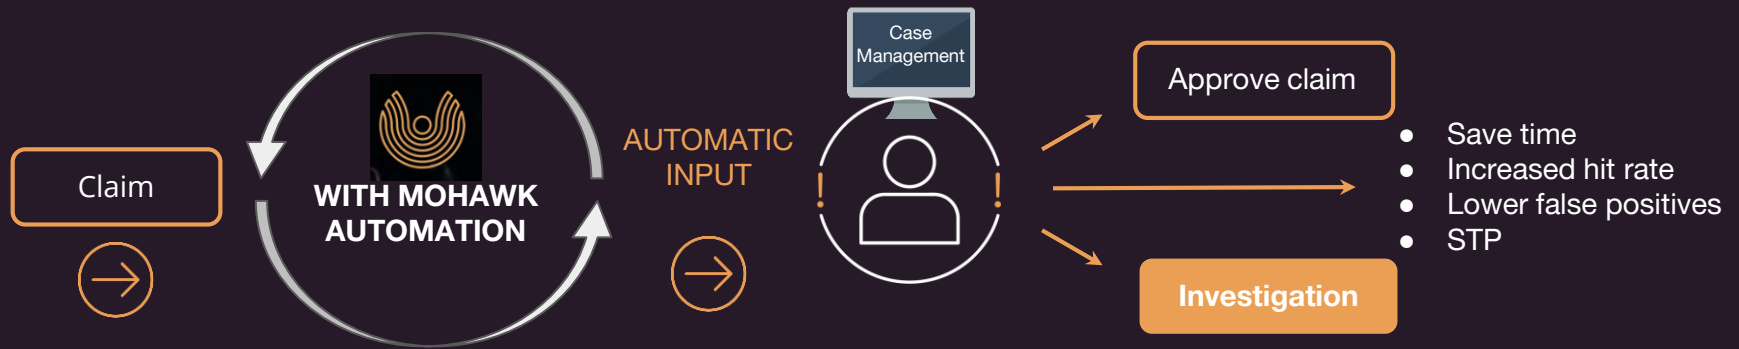 Claim
WITH MOHAWK
AUTOMATION
AUTOMATIC
INPUT
Case
Management
!
!
Approve claim
Investigation
● Save time
● Increased hit rate
● Lower false positives
● STP